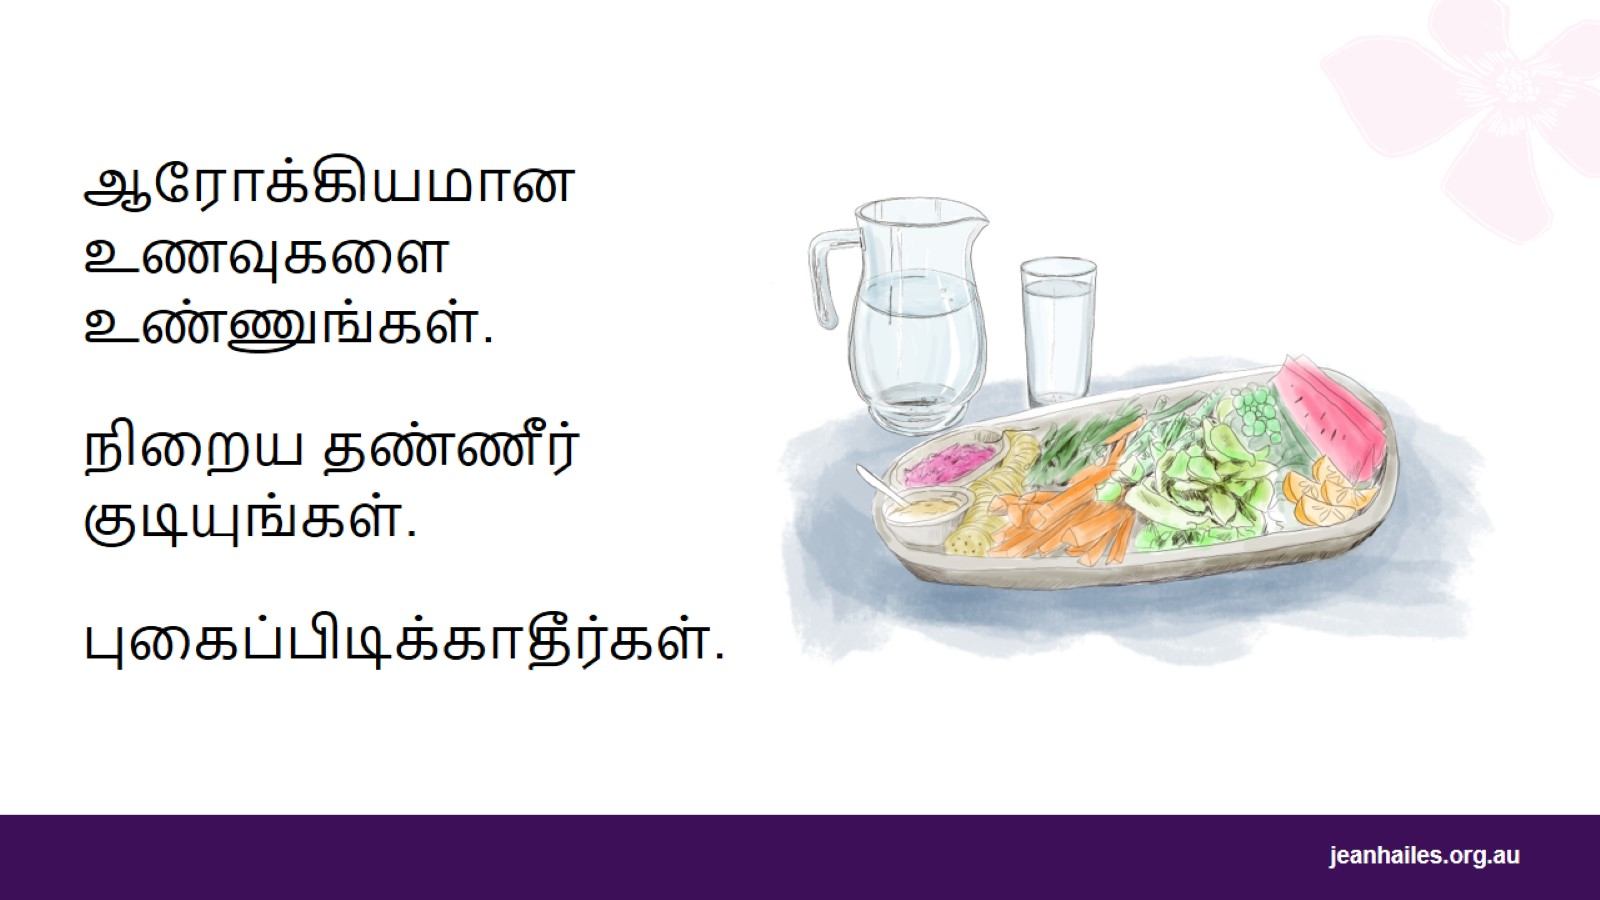 ஆரோக்கியமான
உணவுகளை
உண்ணுங்கள்.
நிறைய தண்ணீர்
குடியுங்கள்.
புகைப்பிடிக்காதீர்கள்.
jeanhailes.org.au